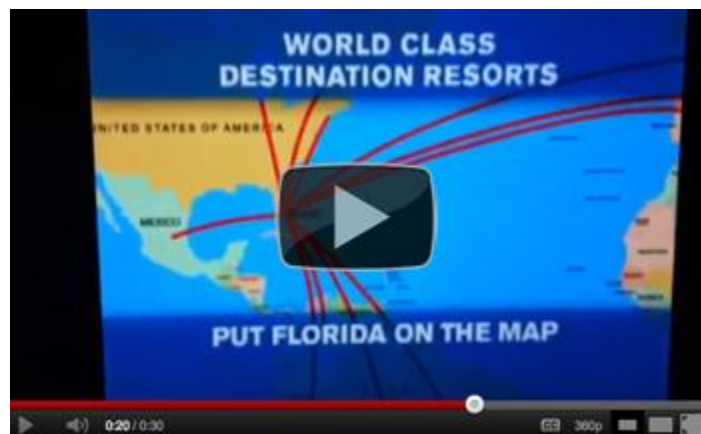 WORLD CLASS
DESTINATION RESORTS
UNITED STATES OF AMERICA
MEXICO
PUT FLORIDA ON THE MAP
0:20 / 0:30
CC
360p